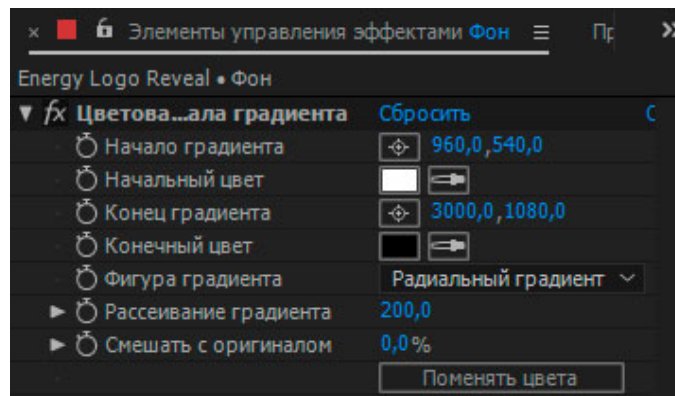 × Элементы управления эффектами Фон ☰ »
Energy Logo Reveal • Фон
▼ fx Цветова...ала градиента Сбросить
Начало градиента 960,0,540,0
Начальный цвет
Конец градиента 3000,0,1080,0
Конечный цвет
Фигура градиента Радиальный градиент
Рассеивание градиента 200,0
Смешать с оригиналом 0,0%
Поменять цвета